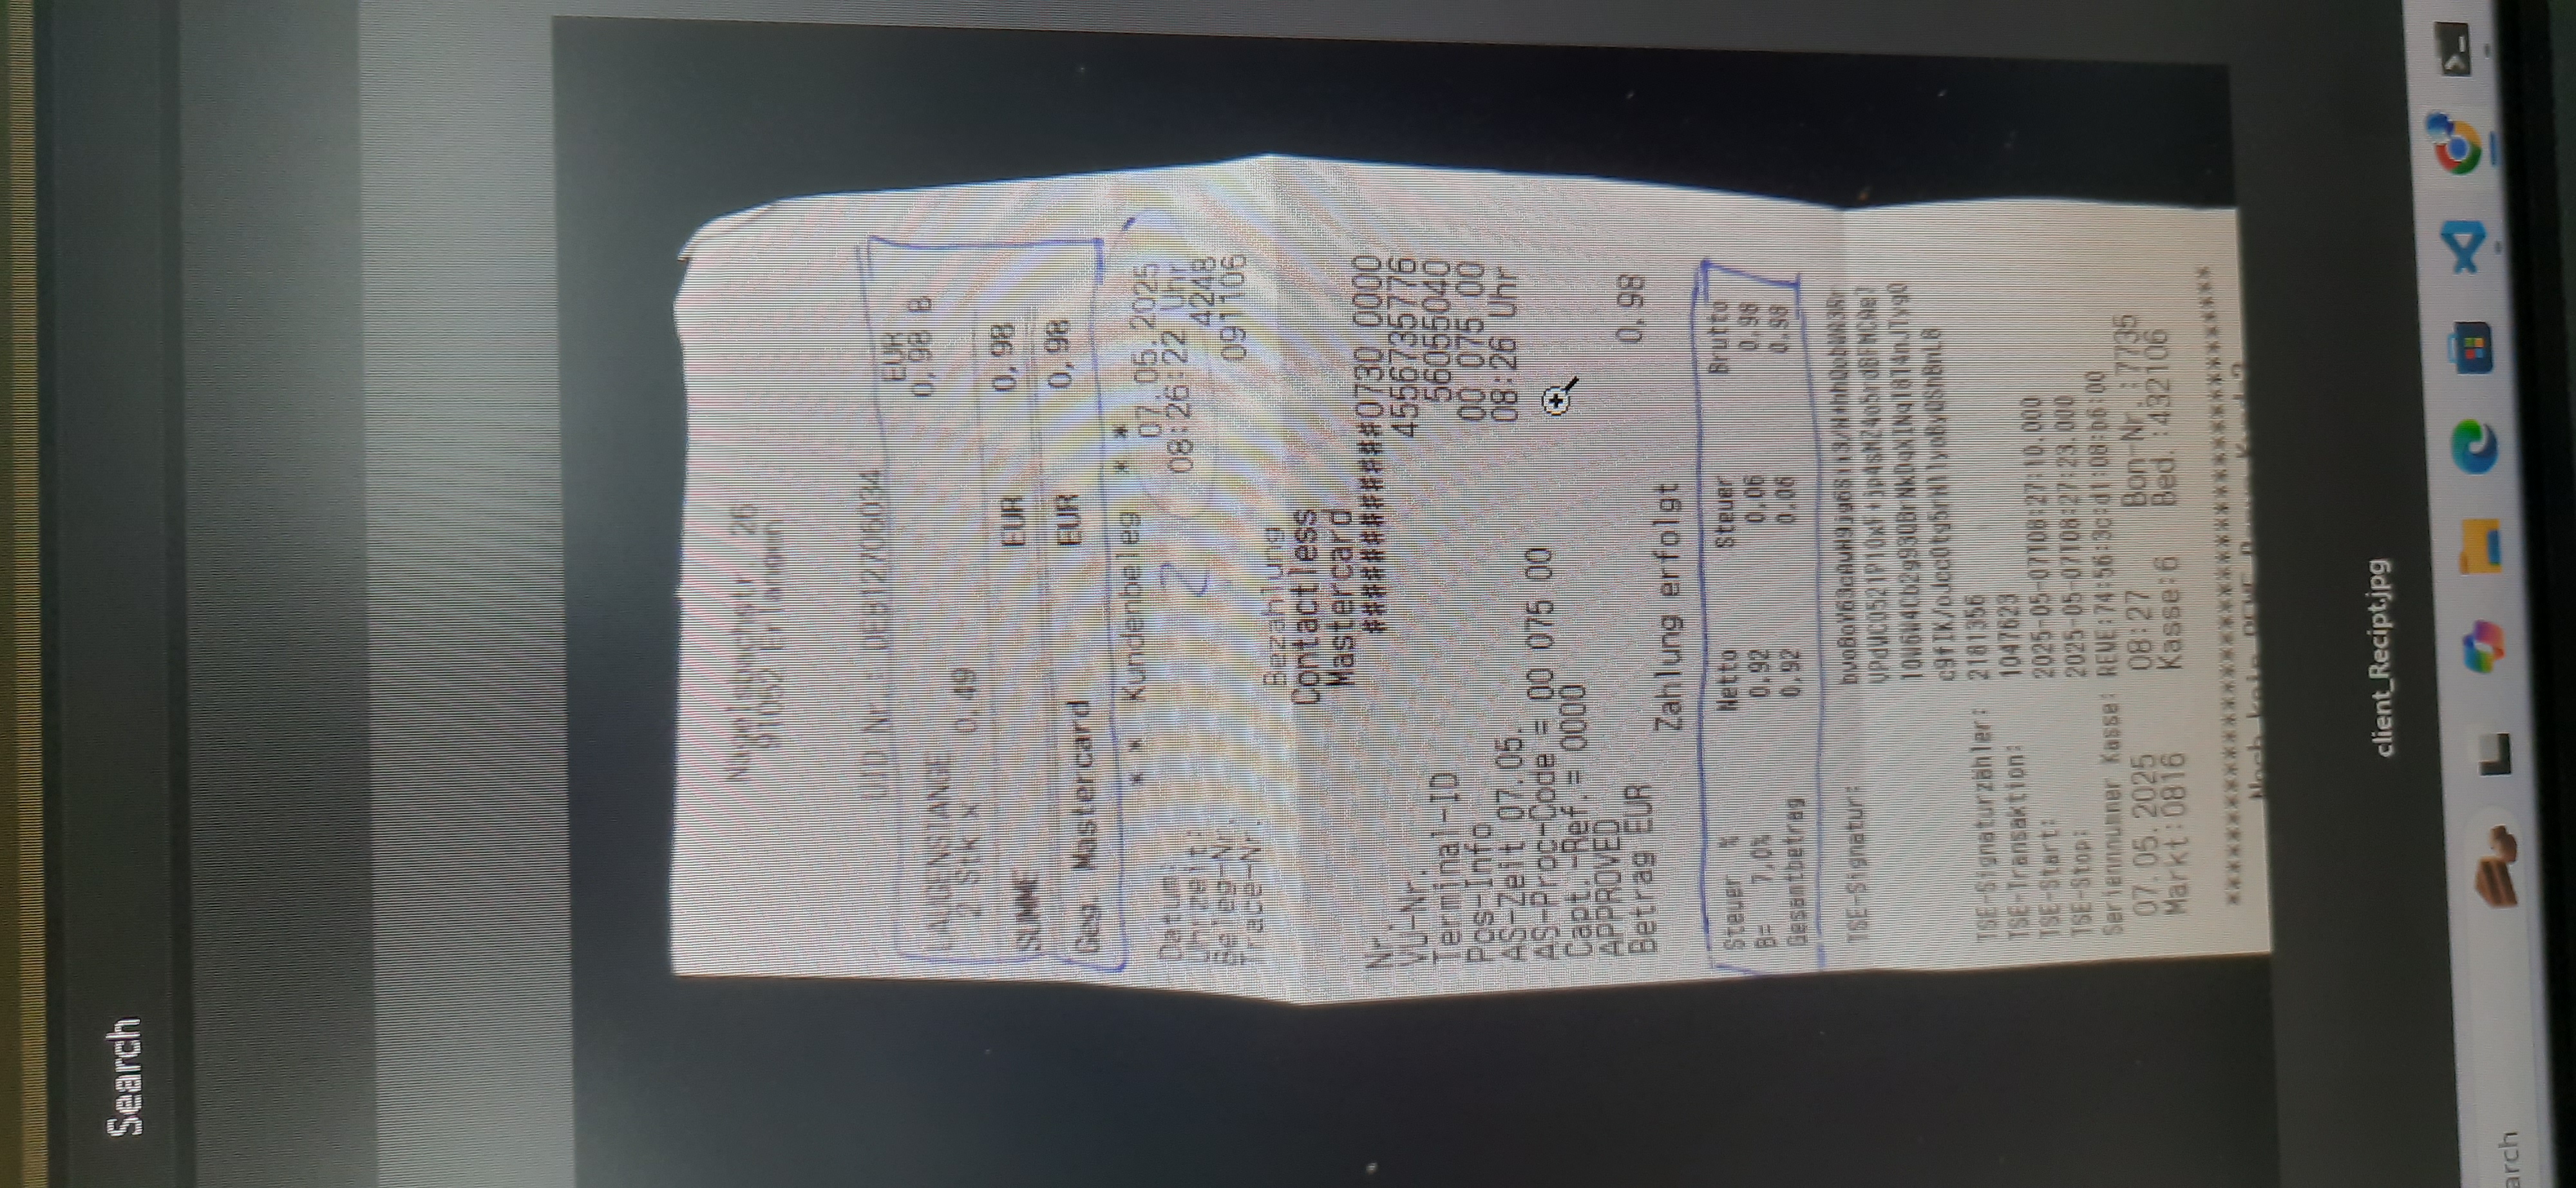 Search
Nägelsbachstr. 26
91052 Erlangen
UID Nr.: DE812706034
EUR
LAUGENSTANGE 0,98 B
2 Stk x 0,49
SUMME EUR 0,98
Geg. Mastercard EUR 0,98
* * Kundenbeleg * *
Datum: 07.05.2025
Uhrzeit: 08:26:22 Uhr
Beleg-Nr. 4248
Trace-Nr. 091106
2
Bezahlung
Contactless
Mastercard
Nr. ############0730 0000
VU-Nr. 4556735776
Terminal-ID 56055040
Pos-Info 00 075 00
AS-Zeit 07.05. 08:26 Uhr
AS-Proc-Code = 00 075 00
Capt.-Ref.= 0000
APPROVED
Betrag EUR 0,98
Zahlung erfolgt
Steuer % Netto Steuer Brutto
B= 7,0% 0,92 0,06 0,98
Gesamtbetrag 0,92 0,06 0,98
TSE-Signatur:
TSE-Signaturzähler: 2181356
TSE-Transaktion: 1047623
TSE-Start: 2025-05-07T08:27:10.000
TSE-Stop: 2025-05-07T08:27:23.000
Seriennnummer Kasse: REWE:74:56:3c:d1:08:b6:00
07.05.2025 08:27 Bon-Nr.:7735
Markt:0816 Kasse:6 Bed.:432106
****************************************
Noch kein REWE Bonus Kunde?
client_Recipt.jpg
arch